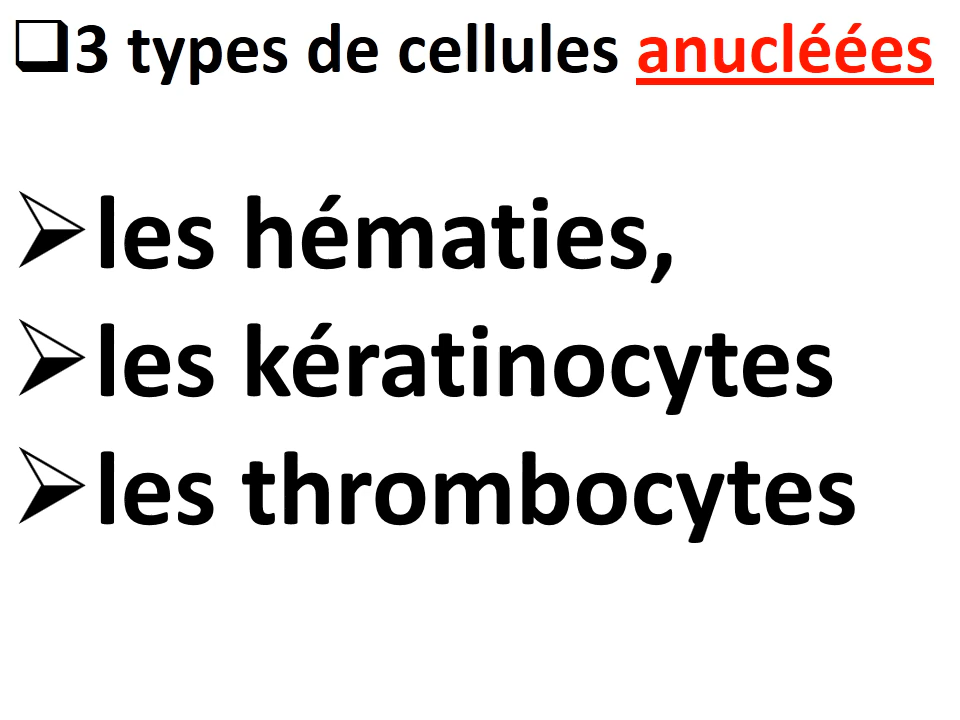 ❑3 types de cellules anucléées
➢les hématies,
➢les kératinocytes
➢les thrombocytes